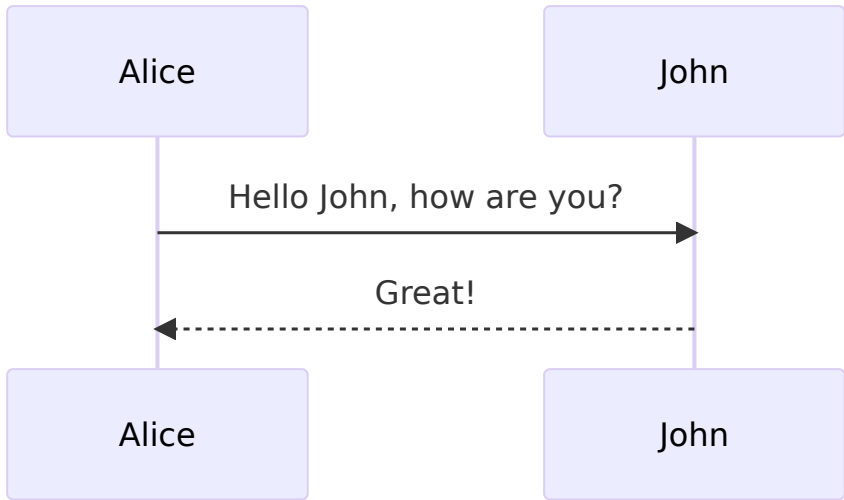 Alice
John
Hello John, how are you?
Great!
Alice
John